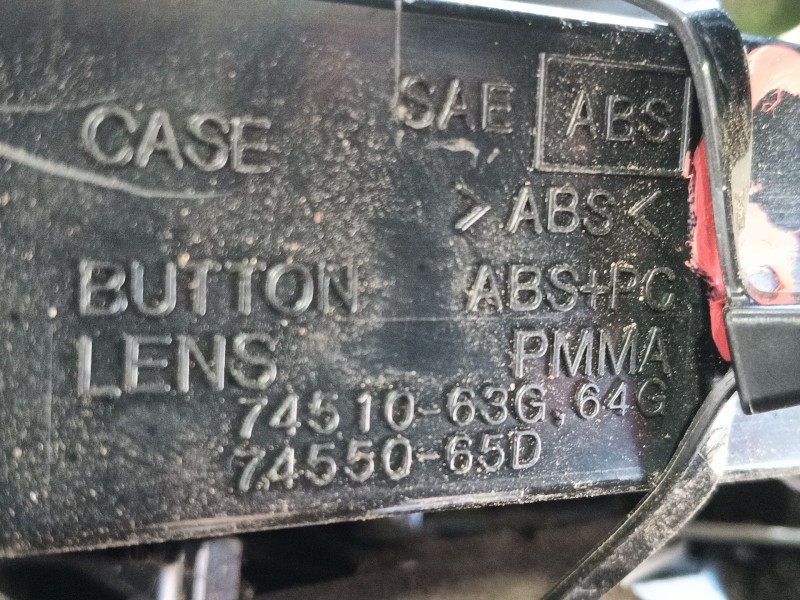 CASE SAE ABS
>ABS<
BUTTON ABS+PC
LENS PMMA
74510-63G, 64G
74550-65D